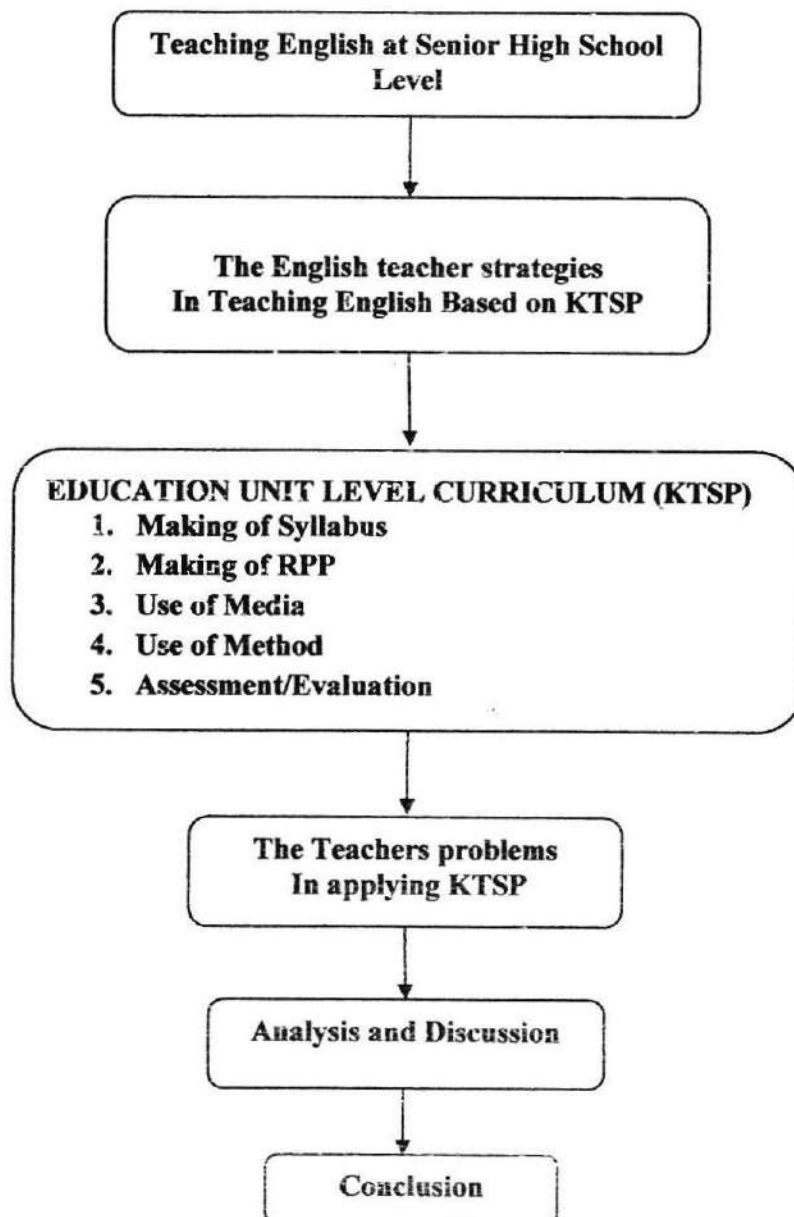 Teaching English at Senior High School
Level
The English teacher strategies
In Teaching English Based on KTSP
EDUCATION UNIT LEVEL CURRICULUM (KTSP)
1. Making of Syllabus
2. Making of RPP
3. Use of Media
4. Use of Method
5. Assessment/Evaluation
The Teachers problems
In applying KTSP
Analysis and Discussion
Conclusion